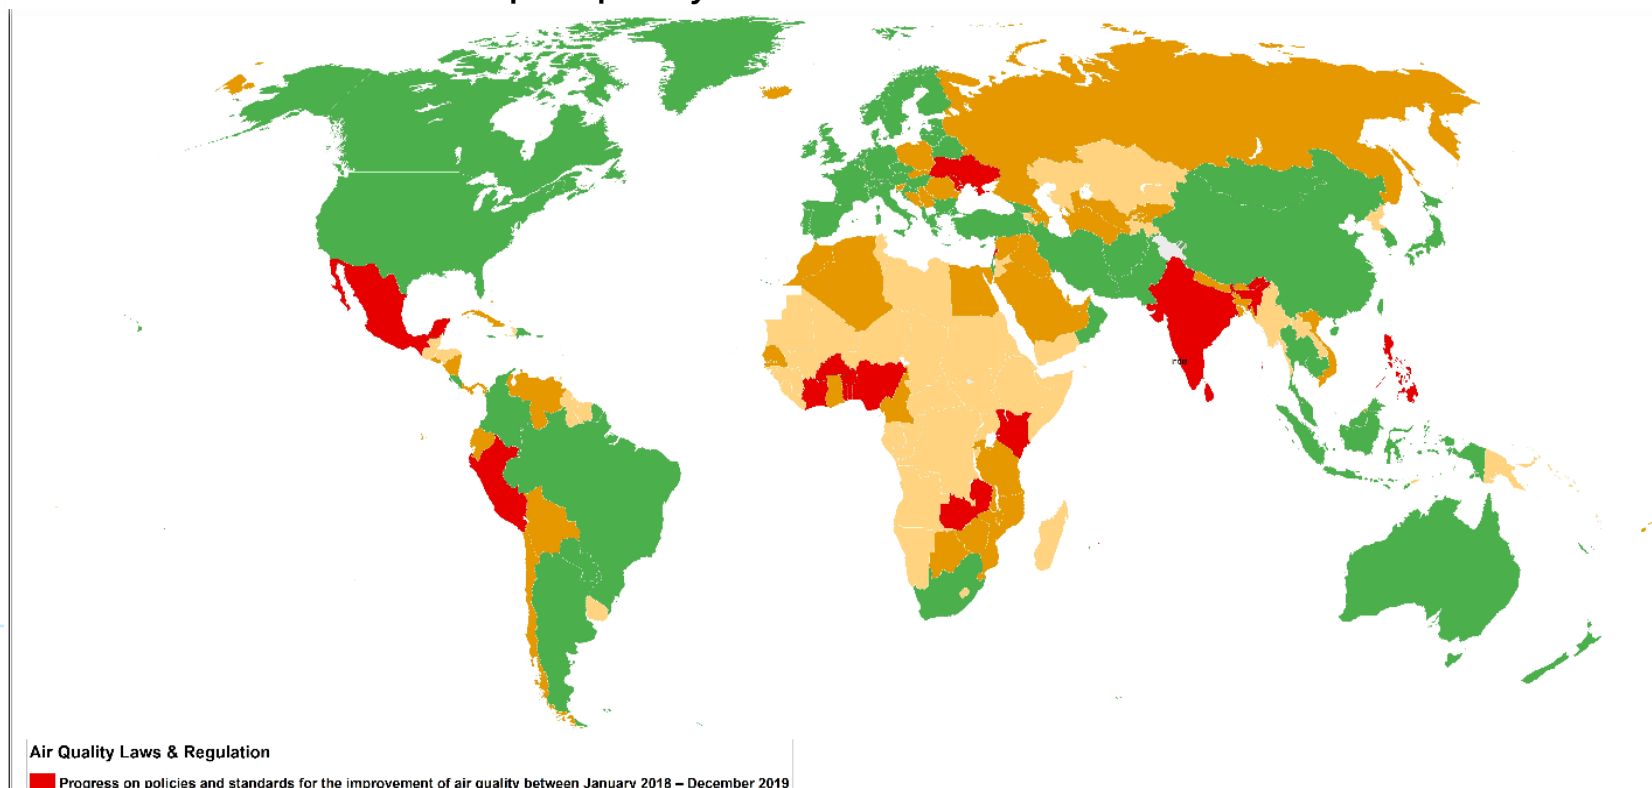 India
Air Quality Laws & Regulation
Progress on policies and standards for the improvement of air quality between January 2018 – December 2019